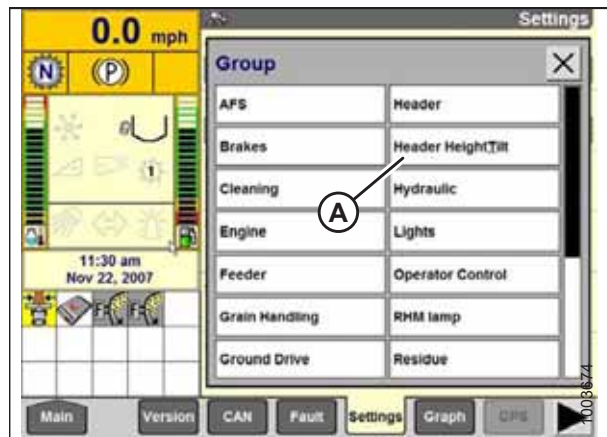 0.0 mph
Settings
N
(P)
Group
X
AFS
Header
Brakes
Header Height/Tilt
Cleaning
Hydraulic
A
Engine
Lights
Feeder
Operator Control
Grain Handling
RHM lamp
Ground Drive
Residue
1
11:30 am
Nov 22, 2007
F
F
Main
Version
CAN
Fault
Settings
Graph
GPS
1003674